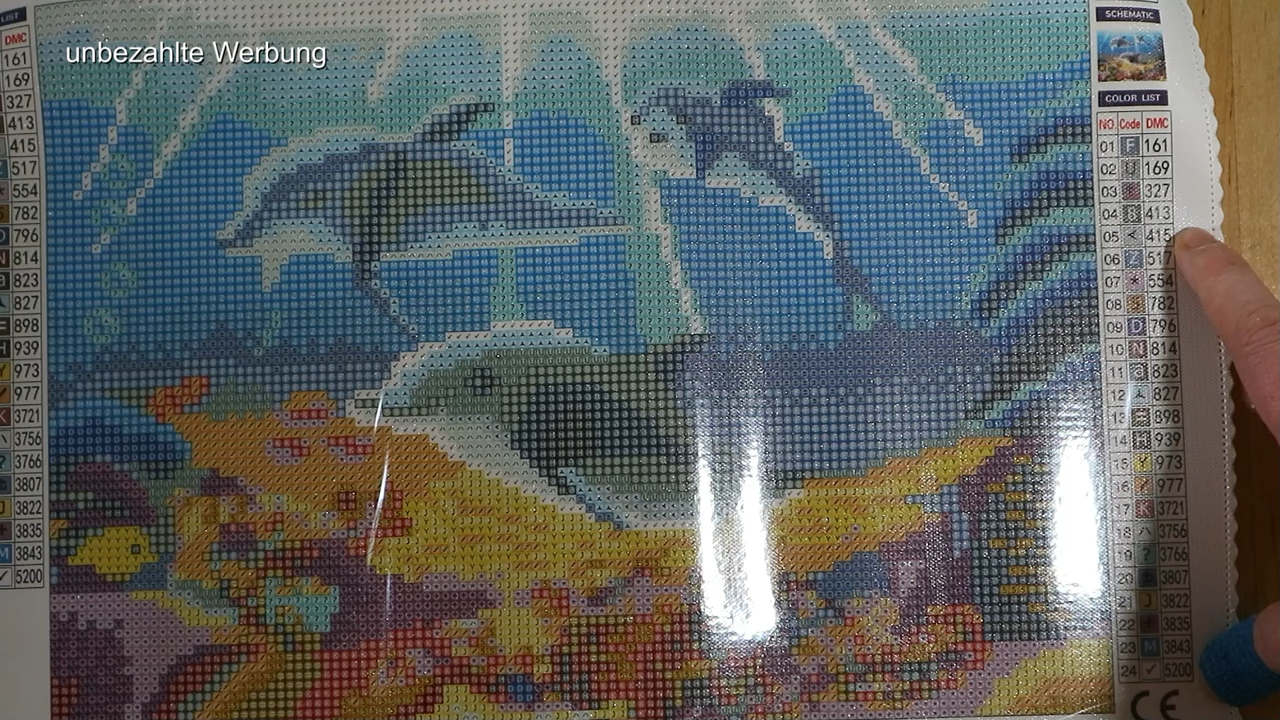 unbezahlte Werbung
LIST
DMC
161
169
327
413
415
517
554
782
796
814
823
827
898
939
973
977
3721
3756
3766
3807
3822
3835
3843
5200
SCHEMATIC
COLOR LIST
NO. Code DMC
01 F 161
02 U 169
03 327
04 B 413
05 < 415
06 Z 517
07 * 554
08 S 782
09 D 796
10 N 814
11 a 823
12 827
13 898
14 H 939
15 Y 973
16 977
17 K 3721
18 3756
19 ? 3766
20 3807
21 J 3822
22 3835
23 M 3843
24 ✓ 5200
CE